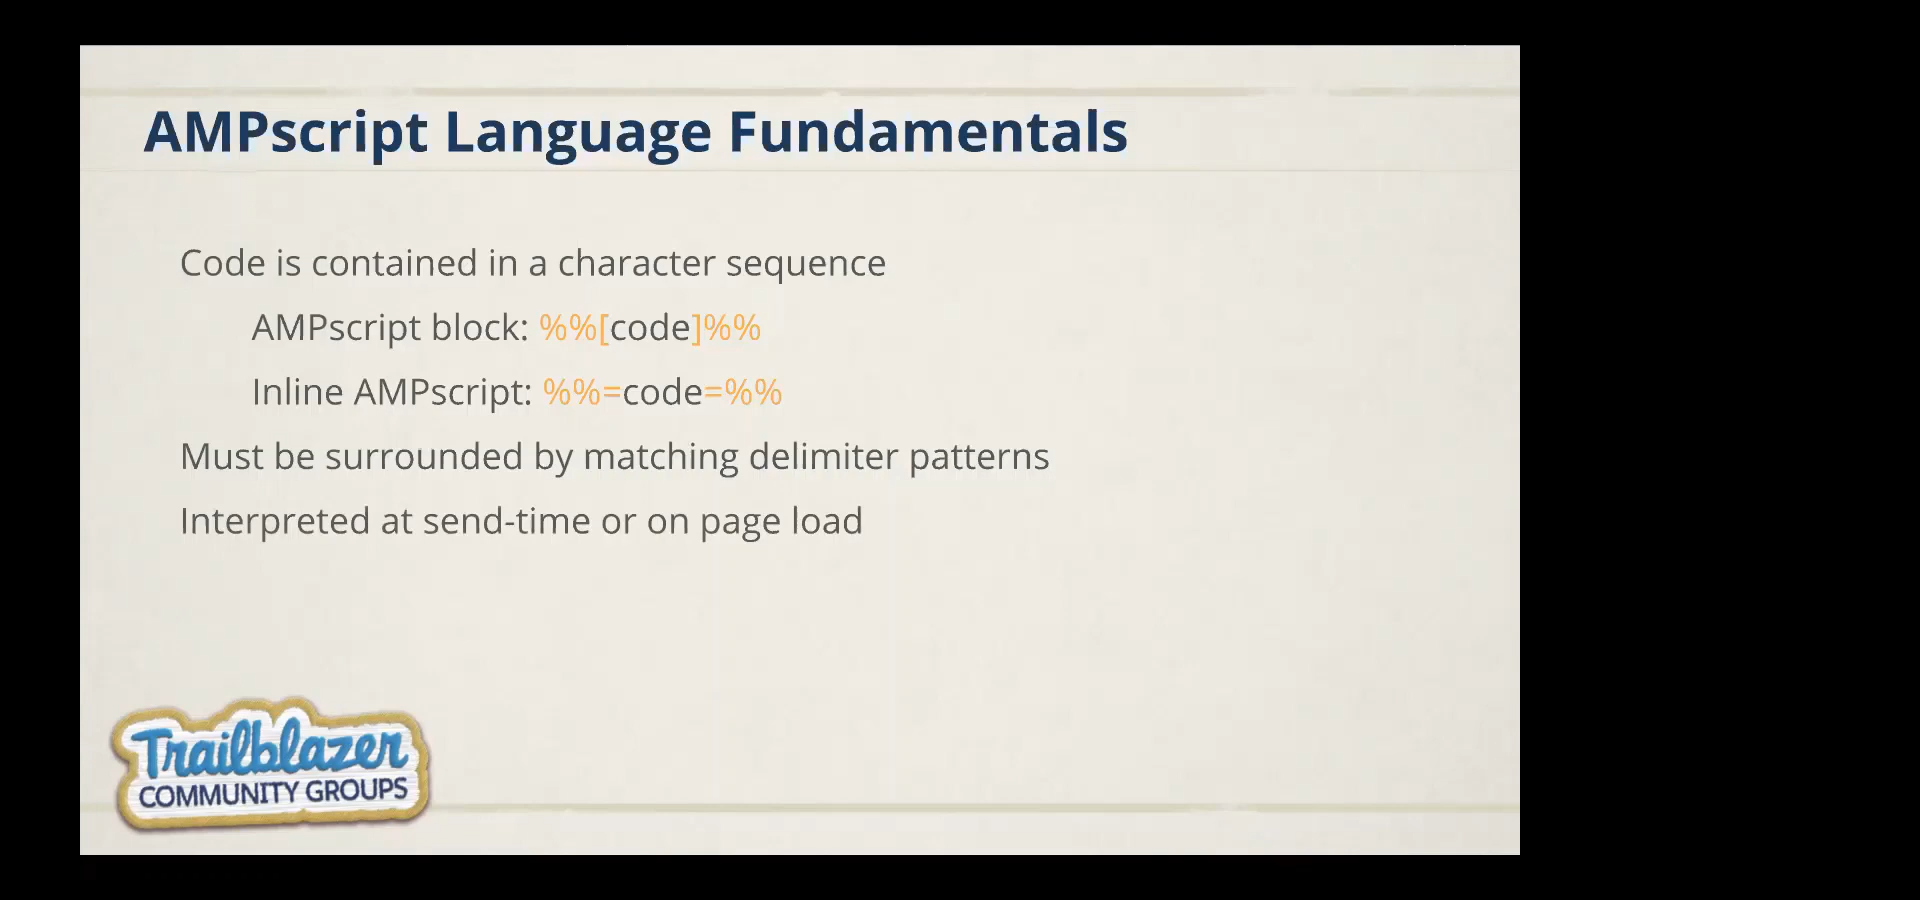 AMPscript Language Fundamentals
Code is contained in a character sequence
AMPscript block: %%[code]%%
Inline AMPscript: %%=code=%%
Must be surrounded by matching delimiter patterns
Interpreted at send-time or on page load
Trailblazer
COMMUNITY GROUPS